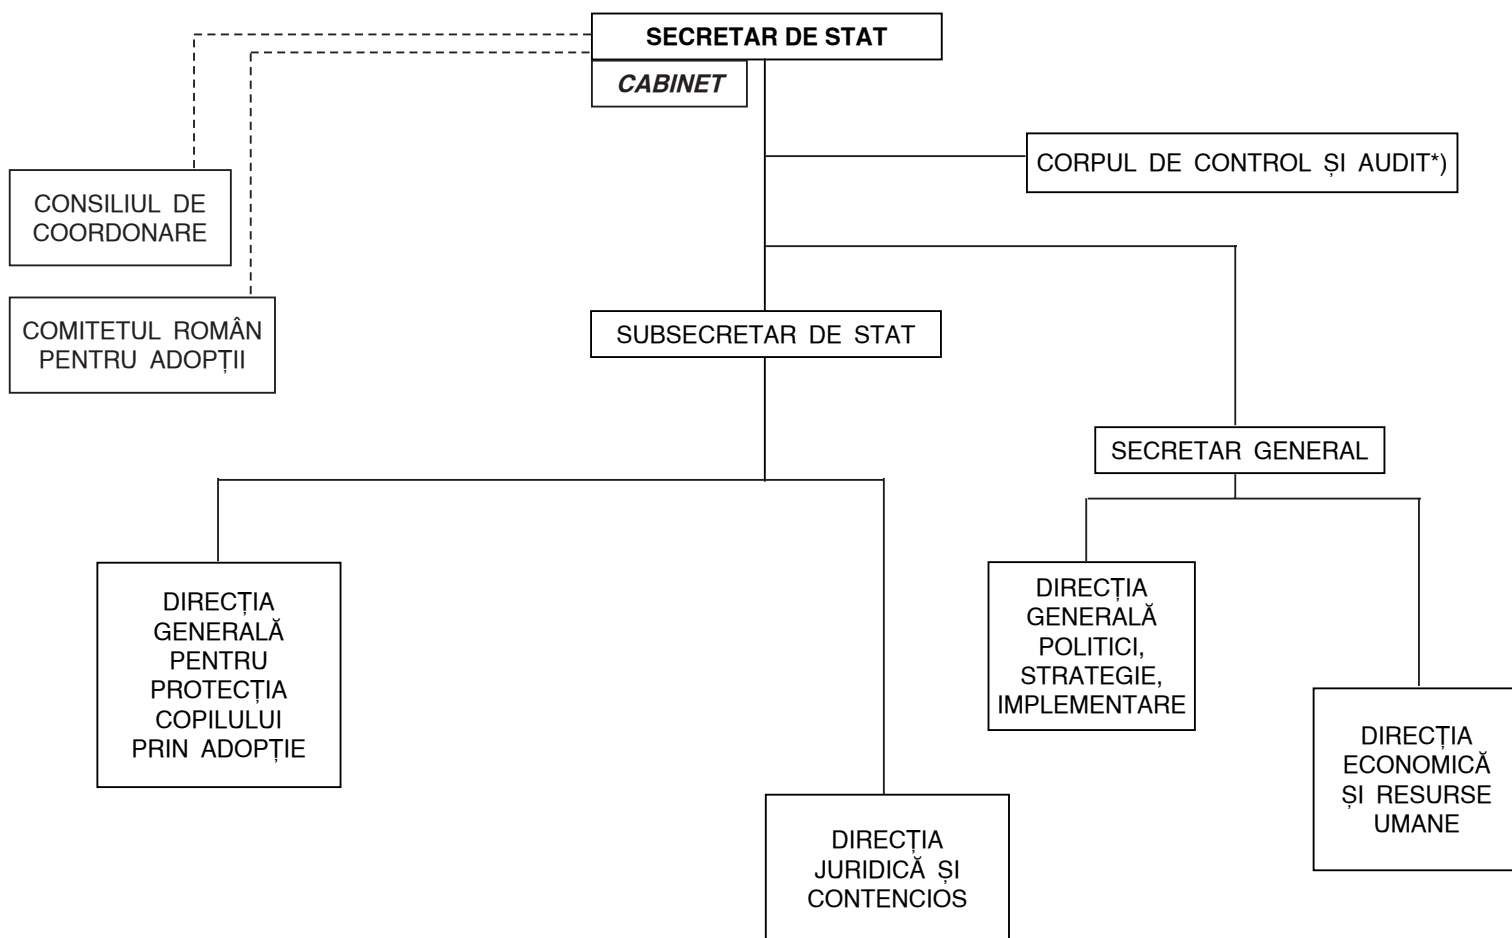 SECRETAR DE STAT
CABINET
CORPUL DE CONTROL ȘI AUDIT*)
CONSILIUL DE
COORDONARE
COMITETUL ROMÂN
PENTRU ADOPȚII
SUBSECRETAR DE STAT
SECRETAR GENERAL
DIRECȚIA
GENERALĂ
PENTRU
PROTECȚIA
COPILULUI
PRIN ADOPȚIE
DIRECȚIA
GENERALĂ
POLITICI,
STRATEGIE,
IMPLEMENTARE
DIRECȚIA
ECONOMICĂ
ȘI RESURSE
UMANE
DIRECȚIA
JURIDICĂ ȘI
CONTENCIOS